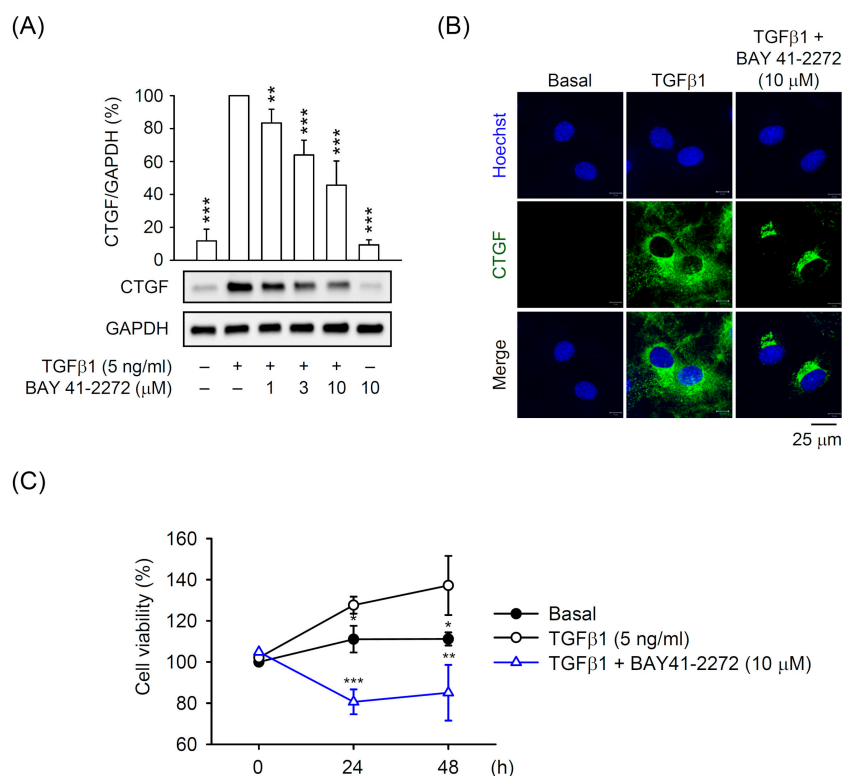 (A)
CTGF/GAPDH (%)
100
80
60
40
20
0
***
**
***
***
***
CTGF
GAPDH
TGFβ1 (5 ng/ml) – + + + + –
BAY 41-2272 (μM) – – 1 3 10 10
(B)
Basal
TGFβ1
TGFβ1 +
BAY 41-2272
(10 μM)
Hoechst
CTGF
Merge
25 μm
(C)
Cell viability (%)
160
140
120
100
80
60
*
*
**
***
0 24 48 (h)
Basal
TGFβ1 (5 ng/ml)
TGFβ1 + BAY41-2272 (10 μM)